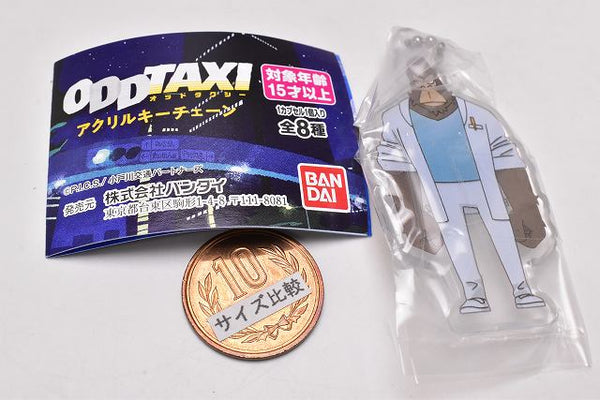 ODDTAXI
オッドタクシー
アクリルキーチェーン
対象年齢
15才以上
1カプセル1個入り
全8種
©P.I.C.S./小戸川交通パートナーズ
発売元 株式会社バンダイ
東京都台東区駒形1-4-8 〒111-8081
BAN
DAI
10
サイズ比較